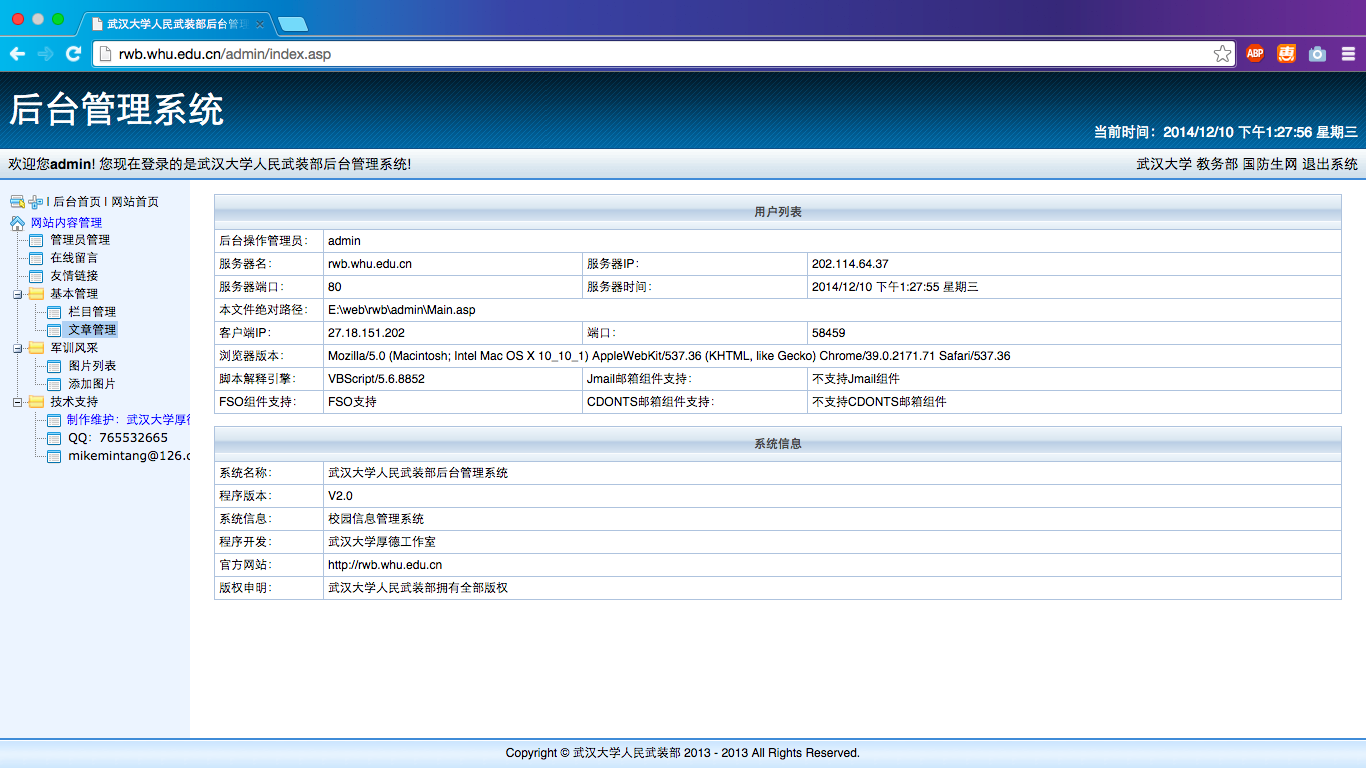 武汉大学人民武装部后台管理
rwb.whu.edu.cn/admin/index.asp
ABP
惠
后台管理系统
当前时间：2014/12/10 下午1:27:56 星期三
欢迎您admin! 您现在登录的是武汉大学人民武装部后台管理系统!
武汉大学 教务部 国防生网 退出系统
| 后台首页 | 网站首页
网站内容管理
管理员管理
在线留言
友情链接
基本管理
栏目管理
文章管理
军训风采
图片列表
添加图片
技术支持
制作维护：武汉大学厚德
QQ：765532665
mikemintang@126.c
用户列表
后台操作管理员： admin
服务器名： rwb.whu.edu.cn 服务器IP： 202.114.64.37
服务器端口： 80 服务器时间： 2014/12/10 下午1:27:55 星期三
本文件绝对路径： E:\web\rwb\admin\Main.asp
客户端IP： 27.18.151.202 端口： 58459
浏览器版本： Mozilla/5.0 (Macintosh; Intel Mac OS X 10_10_1) AppleWebKit/537.36 (KHTML, like Gecko) Chrome/39.0.2171.71 Safari/537.36
脚本解释引擎： VBScript/5.6.8852 Jmail邮箱组件支持： 不支持Jmail组件
FSO组件支持： FSO支持 CDONTS邮箱组件支持： 不支持CDONTS邮箱组件
系统信息
系统名称： 武汉大学人民武装部后台管理系统
程序版本： V2.0
系统信息： 校园信息管理系统
程序开发： 武汉大学厚德工作室
官方网站： http://rwb.whu.edu.cn
版权申明： 武汉大学人民武装部拥有全部版权
Copyright © 武汉大学人民武装部 2013 - 2013 All Rights Reserved.